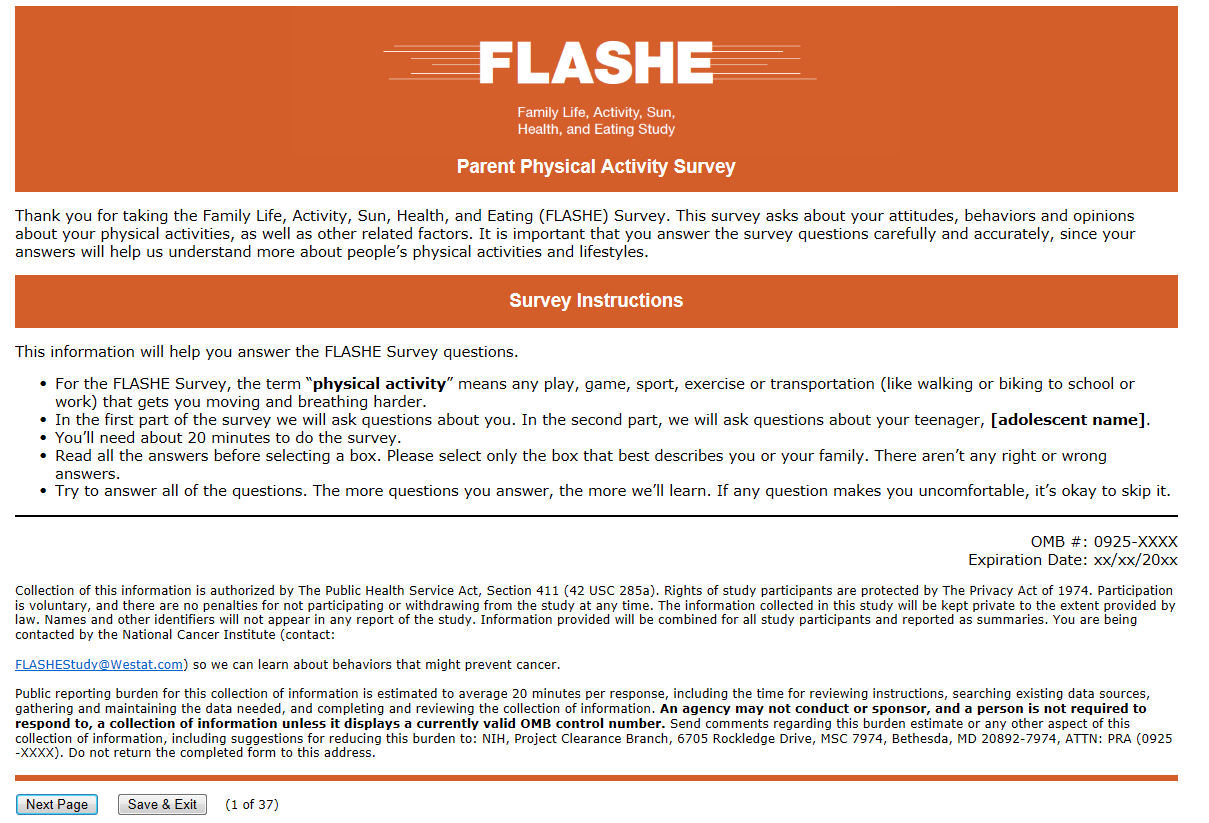 FLASHE
Family Life, Activity, Sun,
Health, and Eating Study
Parent Physical Activity Survey
Thank you for taking the Family Life, Activity, Sun, Health, and Eating (FLASHE) Survey. This survey asks about your attitudes, behaviors and opinions
about your physical activities, as well as other related factors. It is important that you answer the survey questions carefully and accurately, since your
answers will help us understand more about people’s physical activities and lifestyles.
Survey Instructions
This information will help you answer the FLASHE Survey questions.
• For the FLASHE Survey, the term “physical activity” means any play, game, sport, exercise or transportation (like walking or biking to school or
work) that gets you moving and breathing harder.
• In the first part of the survey we will ask questions about you. In the second part, we will ask questions about your teenager, [adolescent name].
• You’ll need about 20 minutes to do the survey.
• Read all the answers before selecting a box. Please select only the box that best describes you or your family. There aren’t any right or wrong
answers.
• Try to answer all of the questions. The more questions you answer, the more we’ll learn. If any question makes you uncomfortable, it’s okay to skip it.
OMB #: 0925-XXXX
Expiration Date: xx/xx/20xx
Collection of this information is authorized by The Public Health Service Act, Section 411 (42 USC 285a). Rights of study participants are protected by The Privacy Act of 1974. Participation
is voluntary, and there are no penalties for not participating or withdrawing from the study at any time. The information collected in this study will be kept private to the extent provided by
law. Names and other identifiers will not appear in any report of the study. Information provided will be combined for all study participants and reported as summaries. You are being
contacted by the National Cancer Institute (contact:
FLASHEStudy@Westat.com) so we can learn about behaviors that might prevent cancer.
Public reporting burden for this collection of information is estimated to average 20 minutes per response, including the time for reviewing instructions, searching existing data sources,
gathering and maintaining the data needed, and completing and reviewing the collection of information. An agency may not conduct or sponsor, and a person is not required to
respond to, a collection of information unless it displays a currently valid OMB control number. Send comments regarding this burden estimate or any other aspect of this
collection of information, including suggestions for reducing this burden to: NIH, Project Clearance Branch, 6705 Rockledge Drive, MSC 7974, Bethesda, MD 20892-7974, ATTN: PRA (0925
-XXXX). Do not return the completed form to this address.
Next Page Save & Exit (1 of 37)